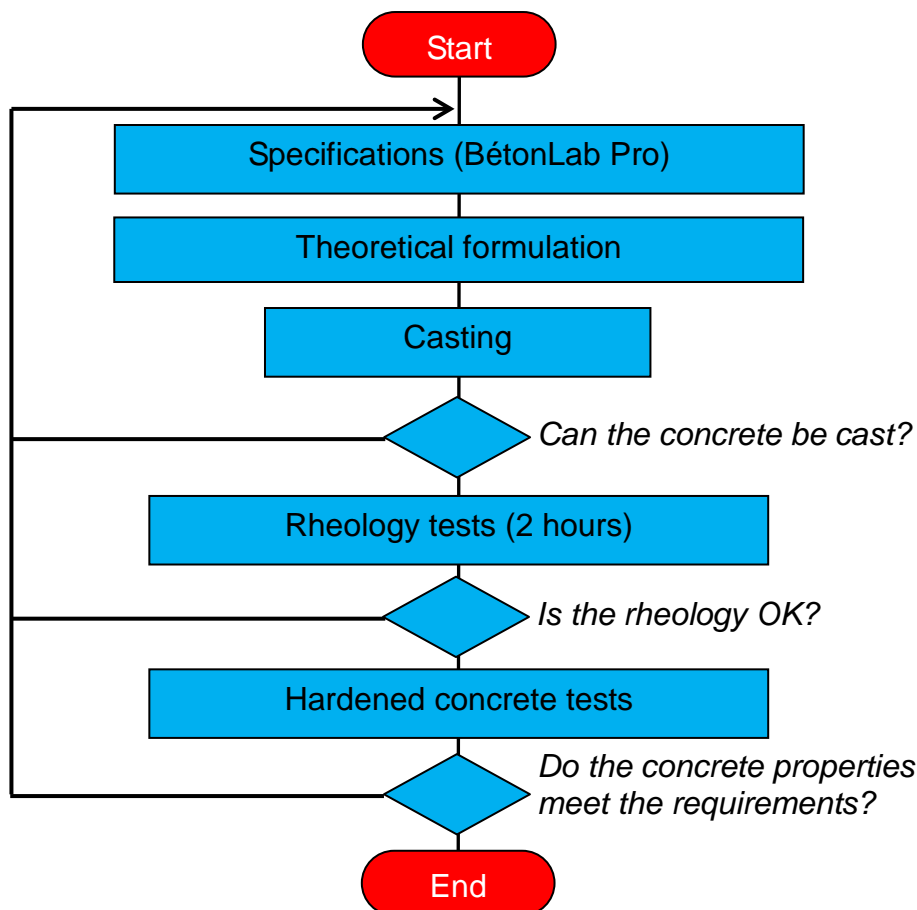 Start
Specifications (BétonLab Pro)
Theoretical formulation
Casting
Can the concrete be cast?
Rheology tests (2 hours)
Is the rheology OK?
Hardened concrete tests
Do the concrete properties
meet the requirements?
End